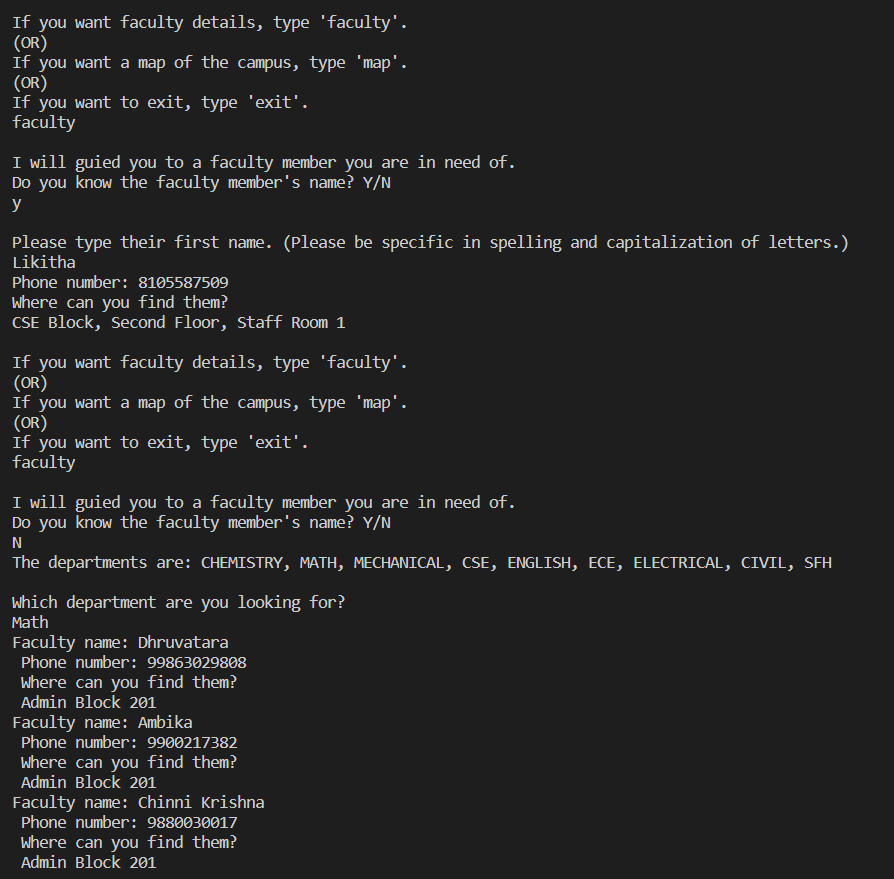 If you want faculty details, type 'faculty'.
(OR)
If you want a map of the campus, type 'map'.
(OR)
If you want to exit, type 'exit'.
faculty
I will guied you to a faculty member you are in need of.
Do you know the faculty member's name? Y/N
y
Please type their first name. (Please be specific in spelling and capitalization of letters.)
Likitha
Phone number: 8105587509
Where can you find them?
CSE Block, Second Floor, Staff Room 1
If you want faculty details, type 'faculty'.
(OR)
If you want a map of the campus, type 'map'.
(OR)
If you want to exit, type 'exit'.
faculty
I will guied you to a faculty member you are in need of.
Do you know the faculty member's name? Y/N
N
The departments are: CHEMISTRY, MATH, MECHANICAL, CSE, ENGLISH, ECE, ELECTRICAL, CIVIL, SFH
Which department are you looking for?
Math
Faculty name: Dhruvatara
Phone number: 99863029808
Where can you find them?
Admin Block 201
Faculty name: Ambika
Phone number: 9900217382
Where can you find them?
Admin Block 201
Faculty name: Chinni Krishna
Phone number: 9880030017
Where can you find them?
Admin Block 201